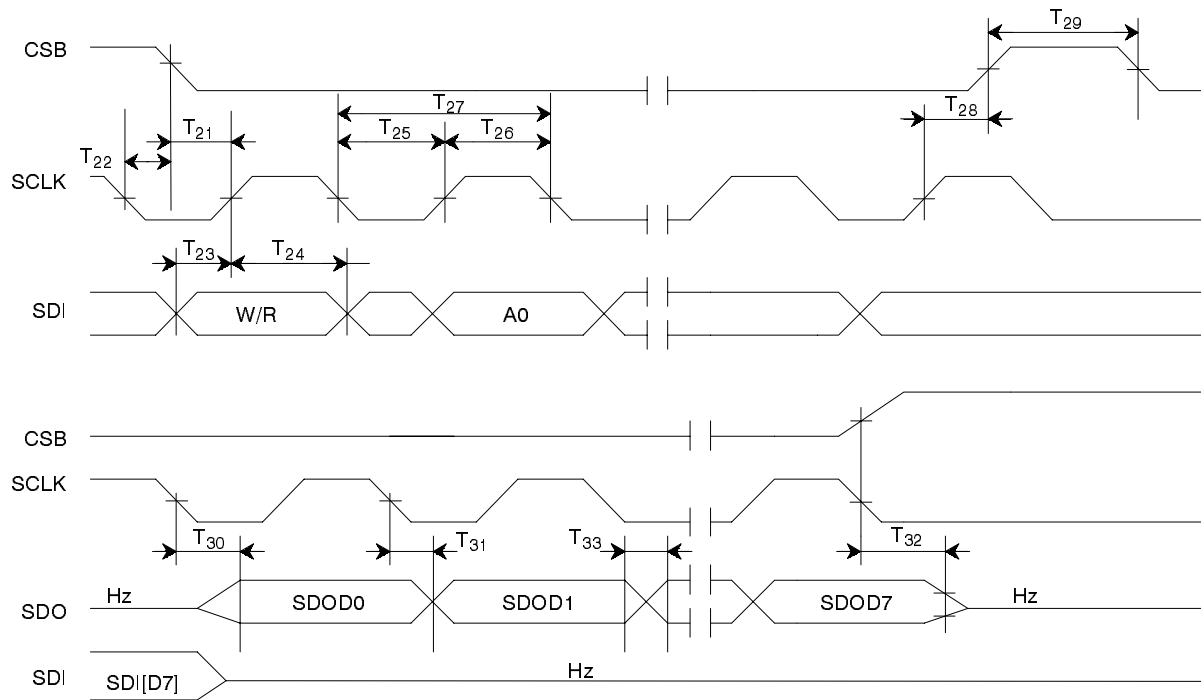 CSB
T29
T27
T28
T21
T25
T26
T22
SCLK
T23
T24
SDI
W/R
A0
CSB
SCLK
T30
T31
T33
T32
Hz
SDOD0
SDOD1
SDOD7
Hz
SDO
SDI
SDI[D7]
Hz